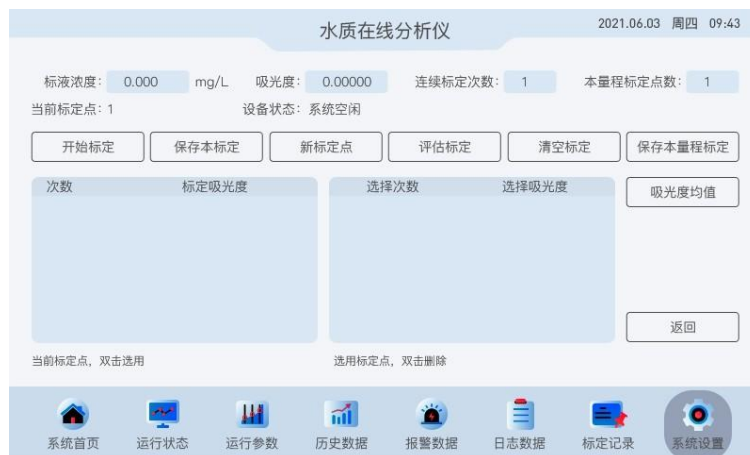 水质在线分析仪 2021.06.03 周四 09:43
标液浓度: 0.000 mg/L 吸光度: 0.00000 连续标定次数: 1 本量程标定点数: 1
当前标定点: 1 设备状态: 系统空闲
开始标定 保存本标定 新标定点 评估标定 清空标定 保存本量程标定
次数 标定吸光度 选择次数 选择吸光度 吸光度均值
返回
当前标定点, 双击选用 选用标定点, 双击删除
系统首页 运行状态 运行参数 历史数据 报警数据 日志数据 标定记录 系统设置